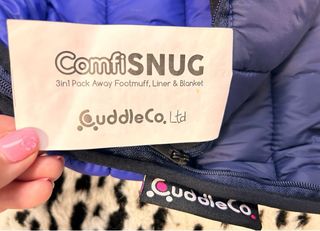 ComfiSNUG
3in1 Pack Away Footmuff, Liner & Blanket
CuddleCo. Ltd
CuddleCo.